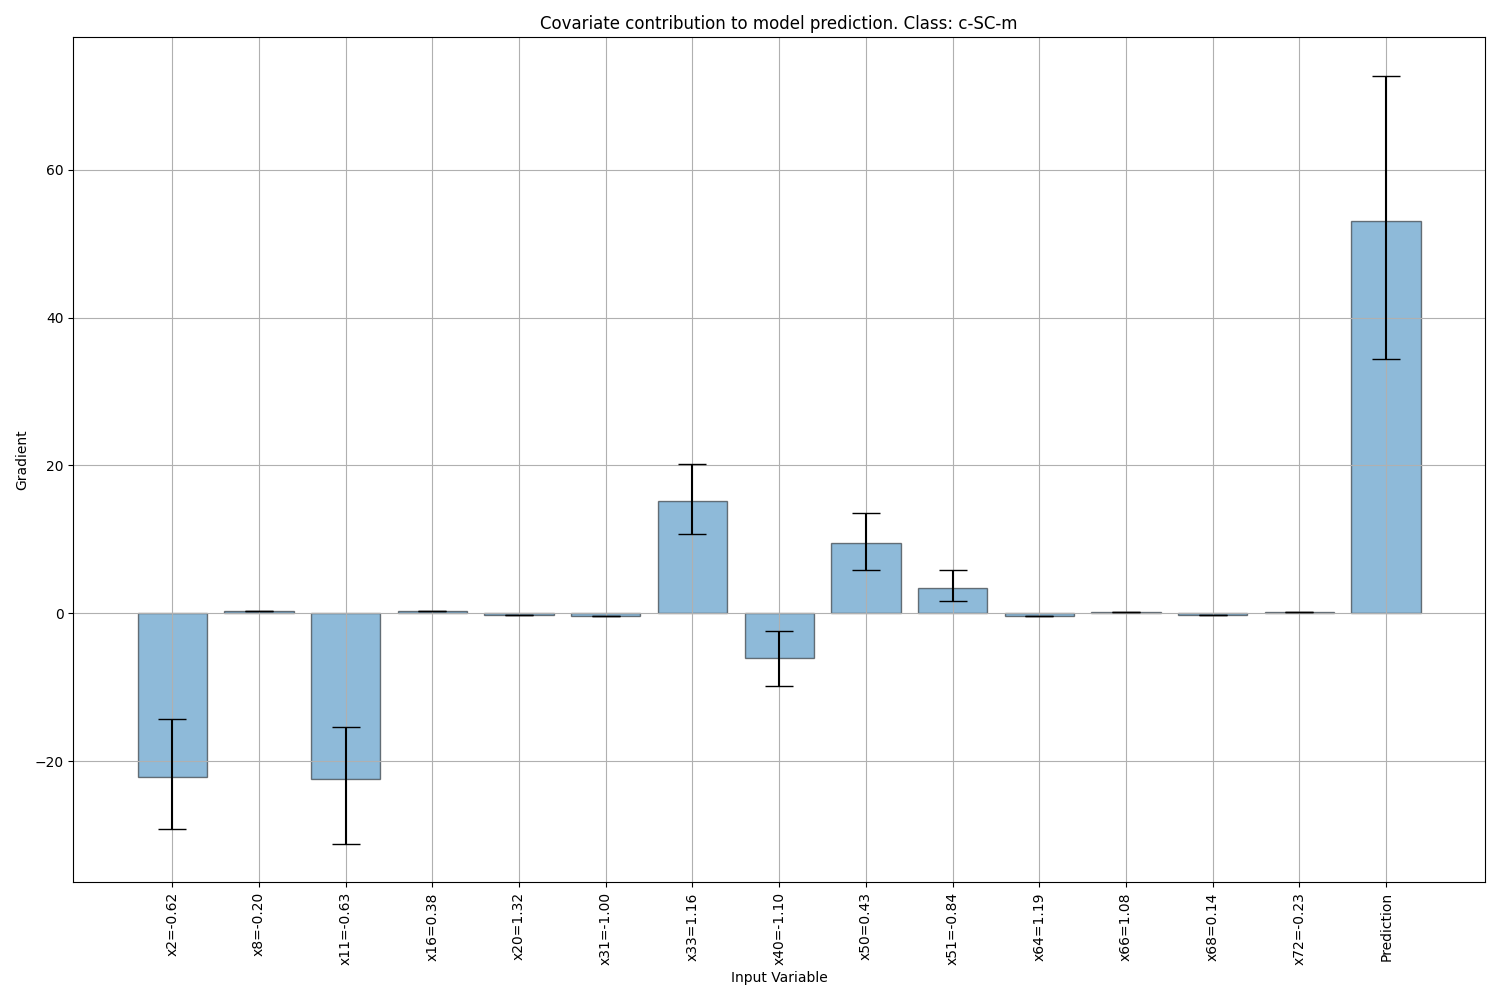 Covariate contribution to model prediction. Class: c-SC-m
Gradient
60
40
20
0
−20
x2=-0.62
x8=-0.20
x11=-0.63
x16=0.38
x20=1.32
x31=-1.00
x33=1.16
x40=-1.10
x50=0.43
x51=-0.84
x64=1.19
x66=1.08
x68=0.14
x72=-0.23
Prediction
Input Variable